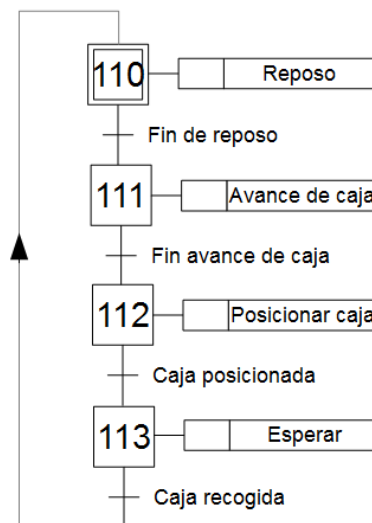 110
Reposo
Fin de reposo
111
Avance de caja
Fin avance de caja
112
Posicionar caja
Caja posicionada
113
Esperar
Caja recogida